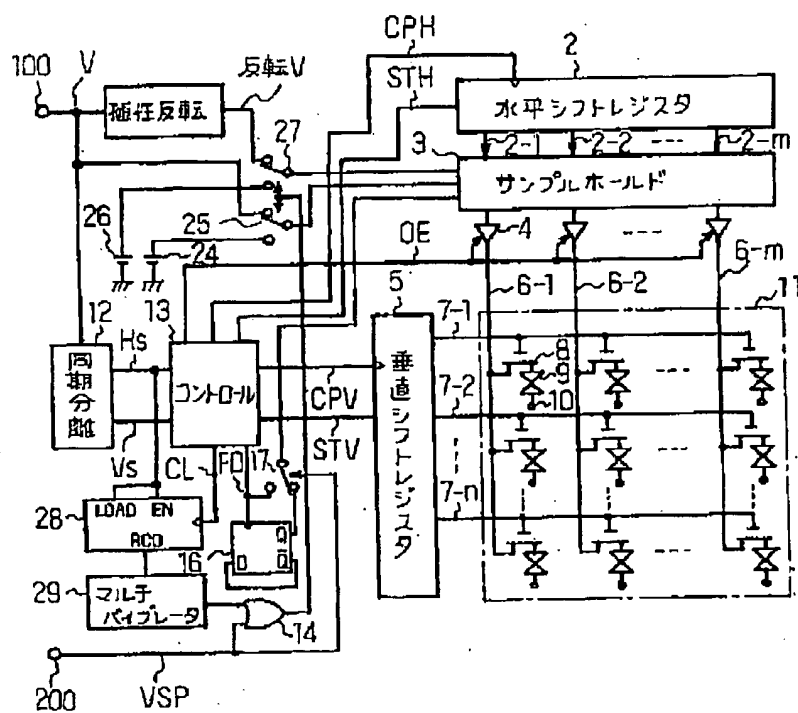 100
V
極性反転
反転V
CPH
STH
2
水平シフトレジスタ
3
2-1
2-2
2-m
サンプルホールド
27
26
25
24
OE
4
6-1
6-2
6-m
11
12
同期分離
Hs
Vs
13
コントロール
CPV
STV
5
垂直シフトレジスタ
7-1
7-2
7-n
8
9
10
CL
FD
17
28
LOAD EN
RCO
16
D
Q
Q̅
29
マルチバイブレータ
14
200
VSP